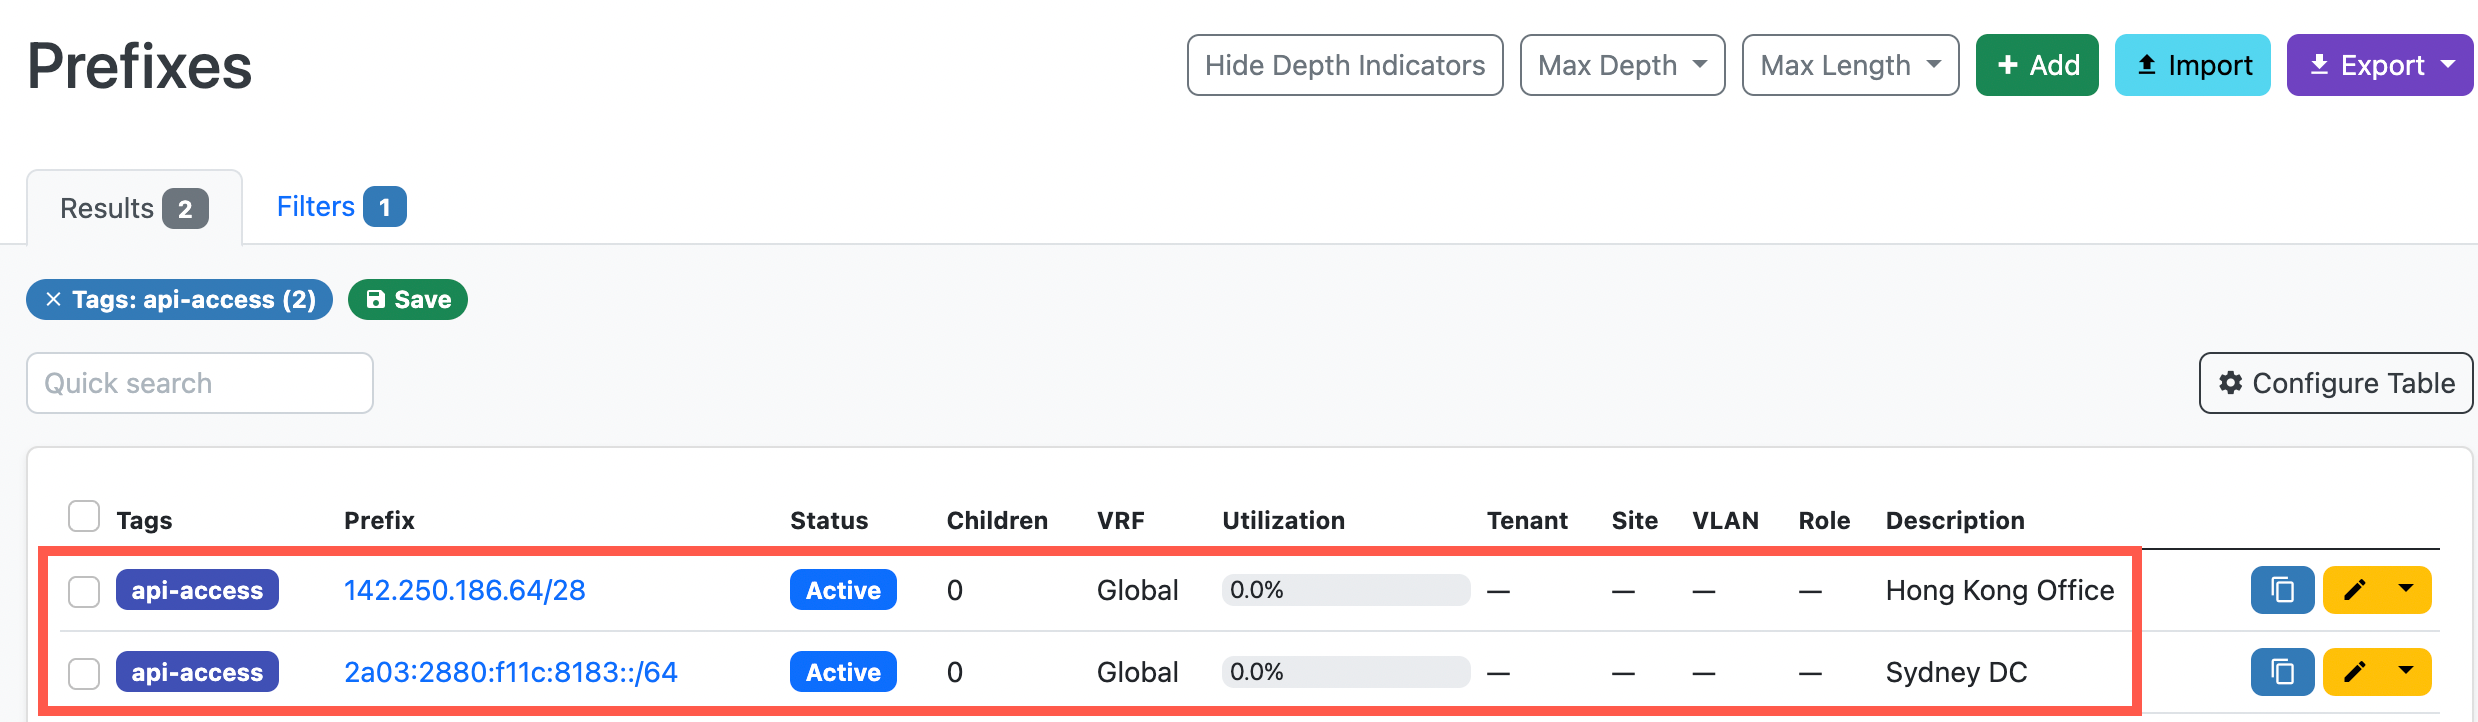 Prefixes
Hide Depth Indicators Max Depth Max Length Add Import Export
Results 2 Filters 1
Tags: api-access (2) Save
Quick search Configure Table
Tags Prefix Status Children VRF Utilization Tenant Site VLAN Role Description
api-access 142.250.186.64/28 Active 0 Global 0.0% — — — — Hong Kong Office
api-access 2a03:2880:f11c:8183::/64 Active 0 Global 0.0% — — — — Sydney DC